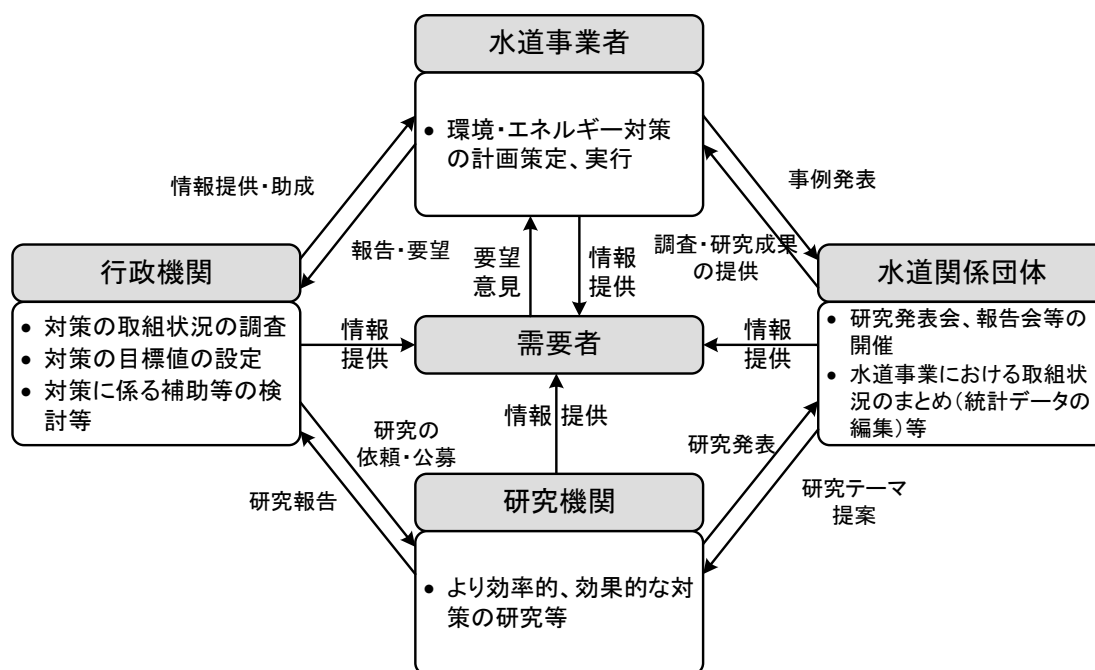 水道事業者
• 環境・エネルギー対策
の計画策定、実行
情報提供・助成
報告・要望
要望
意見
情報
提供
事例発表
調査・研究成果
の提供
行政機関
• 対策の取組状況の調査
• 対策の目標値の設定
• 対策に係る補助等の検
討等
情報
提供
需要者
情報
提供
水道関係団体
• 研究発表会、報告会等の
開催
• 水道事業における取組状
況のまとめ（統計データの
編集）等
情報 提供
研究の
依頼・公募
研究報告
研究発表
研究テーマ
提案
研究機関
• より効率的、効果的な対
策の研究等